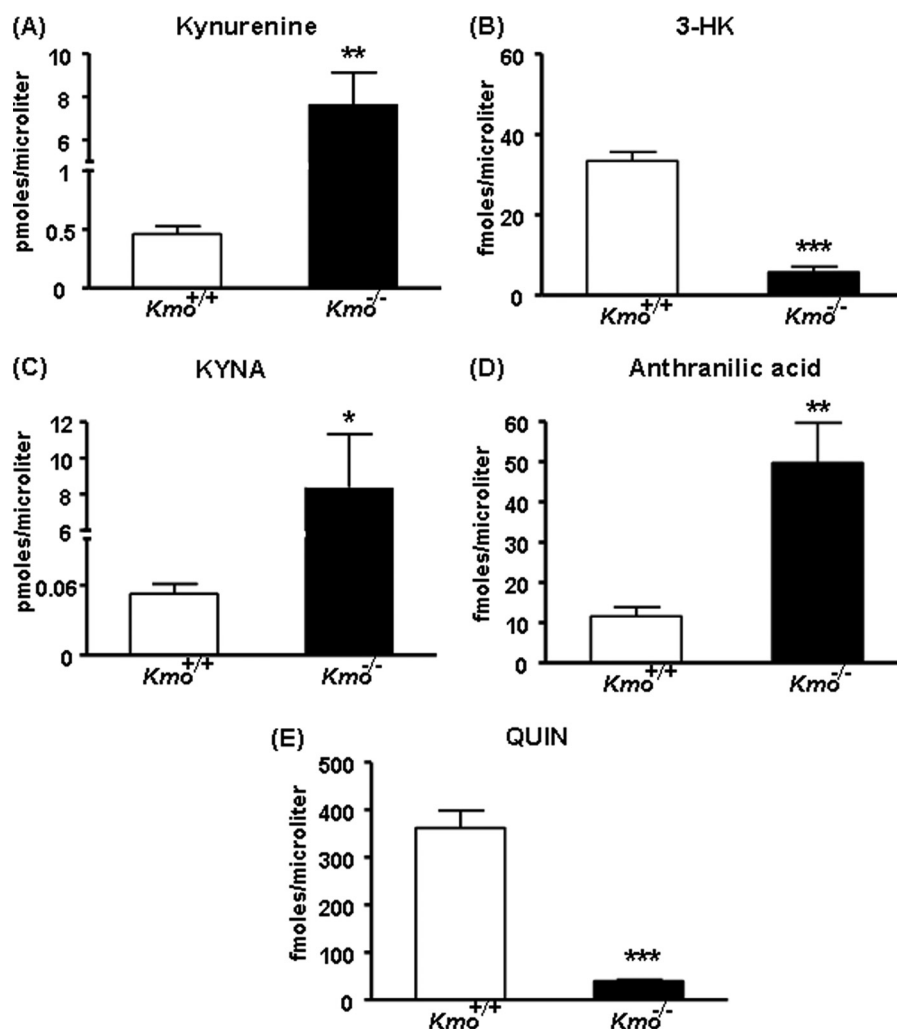 (A) Kynurenine
pmoles/microliter
10
8
6
1
0.5
0
**
Kmo+/+ Kmo-/-
(B) 3-HK
fmoles/microliter
60
40
20
0
***
Kmo+/+ Kmo-/-
(C) KYNA
pmoles/microliter
12
10
8
6
0.06
0
*
Kmo+/+ Kmo-/-
(D) Anthranilic acid
fmoles/microliter
60
50
40
30
20
10
0
**
Kmo+/+ Kmo-/-
(E) QUIN
fmoles/microliter
500
400
300
200
100
0
***
Kmo+/+ Kmo-/-